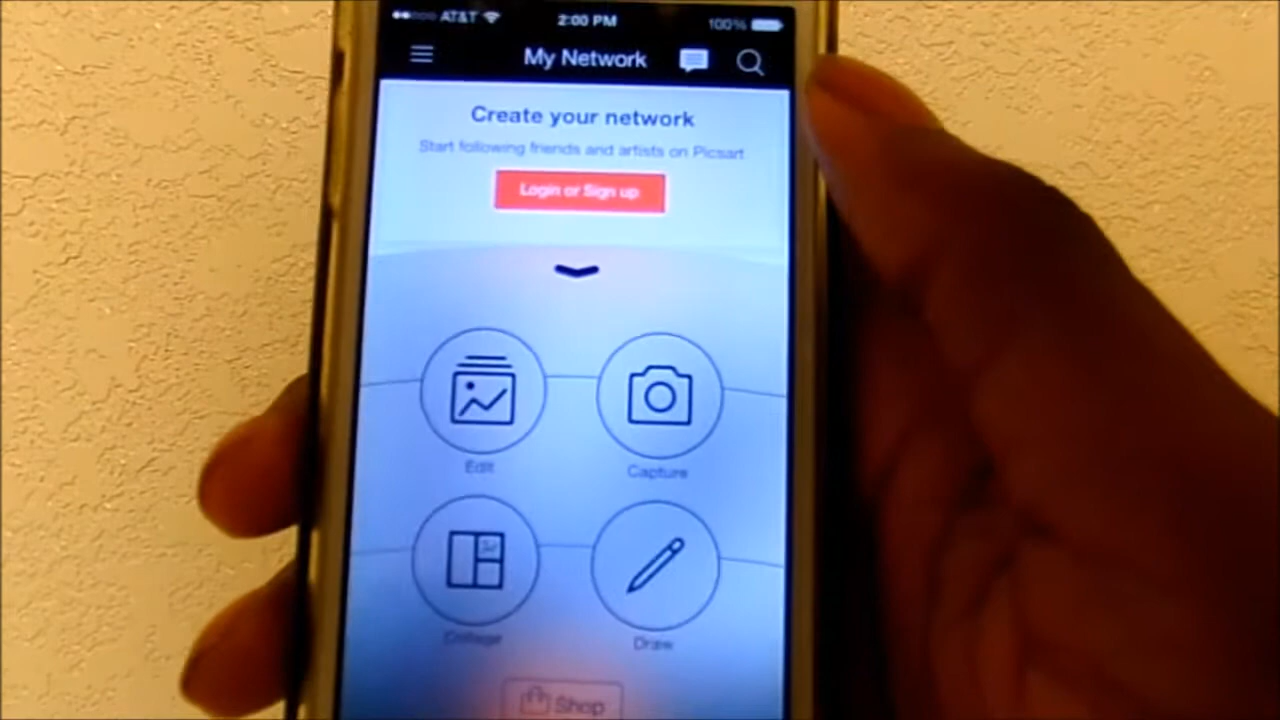 AT&T 2:00 PM 100%
My Network
Create your network
Start following friends and artists on Picsart
Login or Sign up
Edit Capture
Collage Draw
Shop